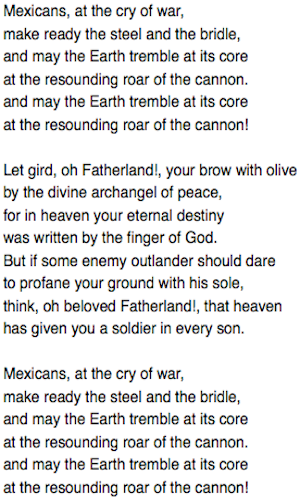 Mexicans, at the cry of war,
make ready the steel and the bridle,
and may the Earth tremble at its core
at the resounding roar of the cannon.
and may the Earth tremble at its core
at the resounding roar of the cannon!

Let gird, oh Fatherland!, your brow with olive
by the divine archangel of peace,
for in heaven your eternal destiny
was written by the finger of God.
But if some enemy outlander should dare
to profane your ground with his sole,
think, oh beloved Fatherland!, that heaven
has given you a soldier in every son.

Mexicans, at the cry of war,
make ready the steel and the bridle,
and may the Earth tremble at its core
at the resounding roar of the cannon.
and may the Earth tremble at its core
at the resounding roar of the cannon!